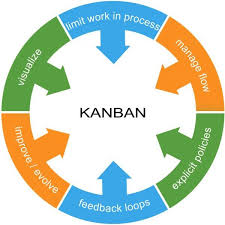 limit work in process
manage flow
explicit policies
feedback loops
improve / evolve
visualize
KANBAN